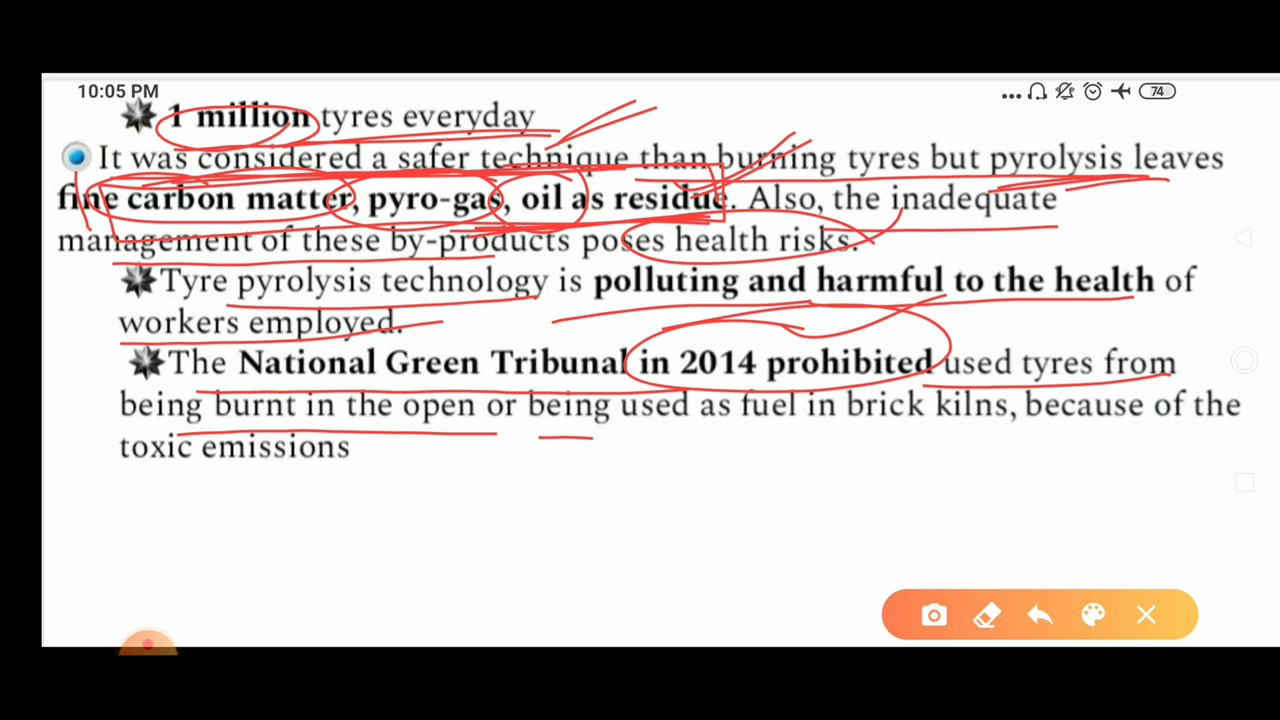 10:05 PM
74
1 million tyres everyday
It was considered a safer technique than burning tyres but pyrolysis leaves
fine carbon matter, pyro-gas, oil as residue. Also, the inadequate
management of these by-products poses health risks.
Tyre pyrolysis technology is polluting and harmful to the health of
workers employed.
The National Green Tribunal in 2014 prohibited used tyres from
being burnt in the open or being used as fuel in brick kilns, because of the
toxic emissions